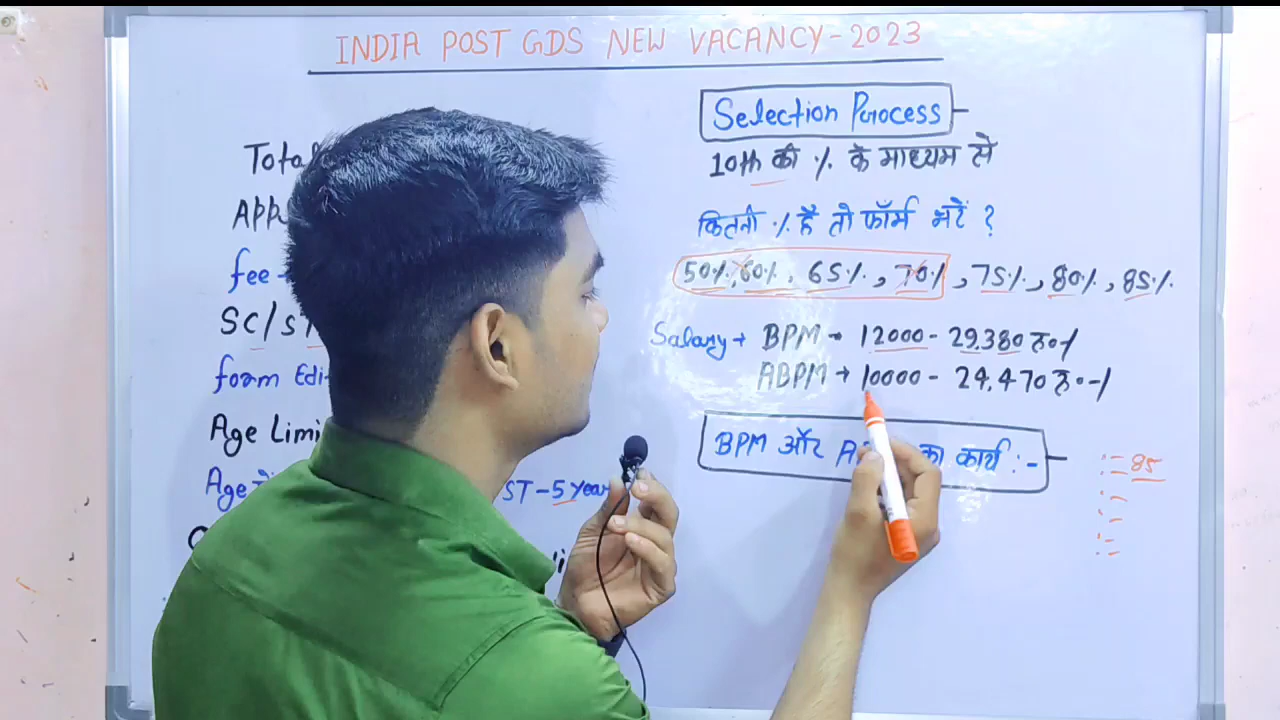 INDIA POST GDS NEW VACANCY-2023
Selection Process
10th की % के माध्यम से
कितनी % है तो फॉर्म भरें ?
50%, 60%, 65%, 70%, 75%, 80%, 85%.
Salary → BPM → 12000 - 29,380 रु०/
ABPM → 10000 - 24,470 रु०-/
BPM और का कार्य :-
:- 85
Total
fee -
SC/ST
form Edi
Age Limi
Age में ST-5 year